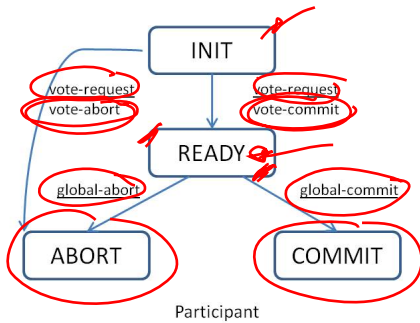 INIT
vote-request
vote-abort
vote-request
vote-commit
READY
global-abort
global-commit
ABORT
COMMIT
Participant